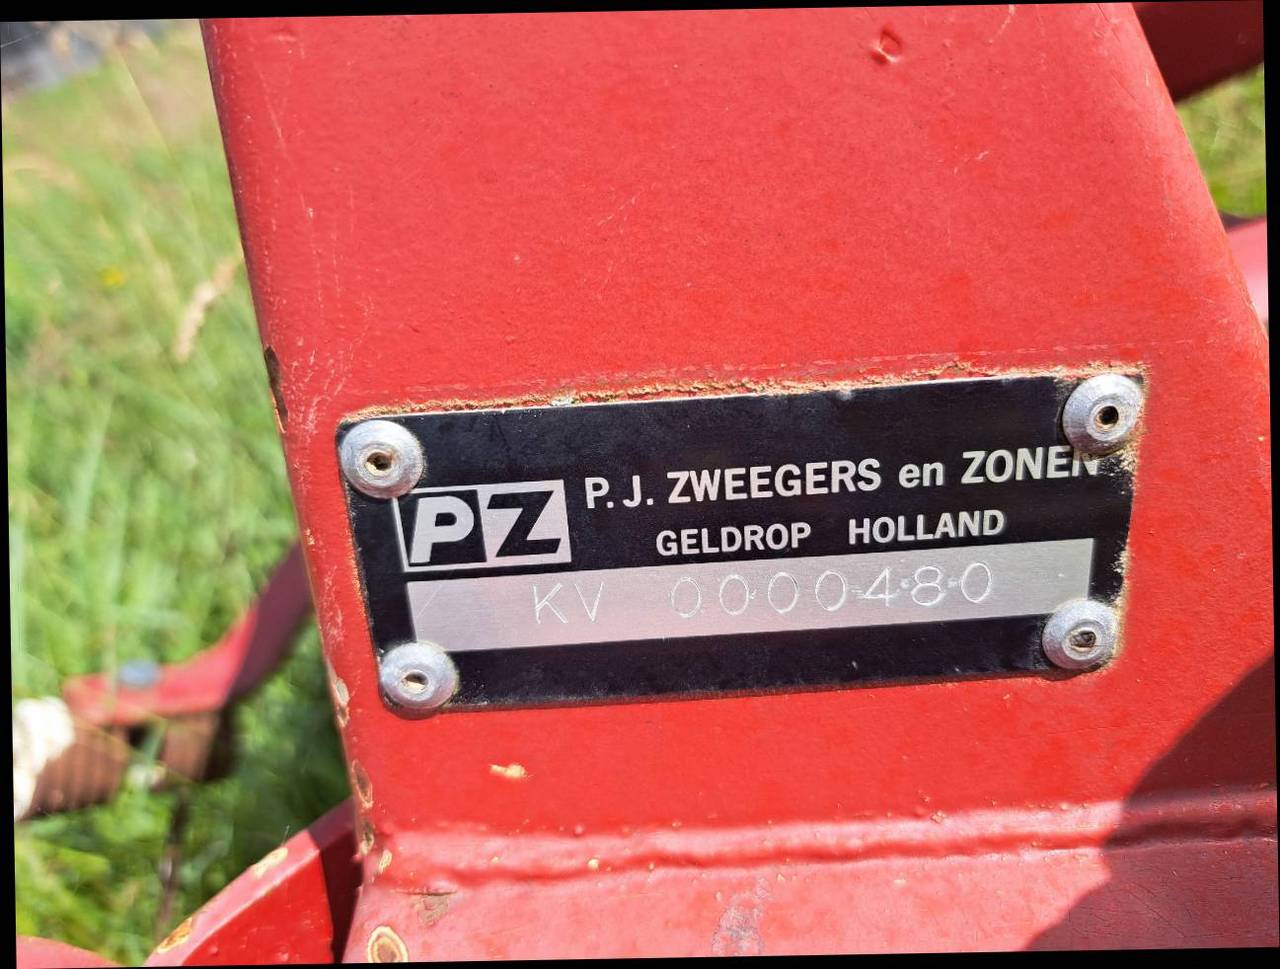 PZ
P.J. ZWEEGERS en ZONEN
GELDROP HOLLAND
KV 0000480